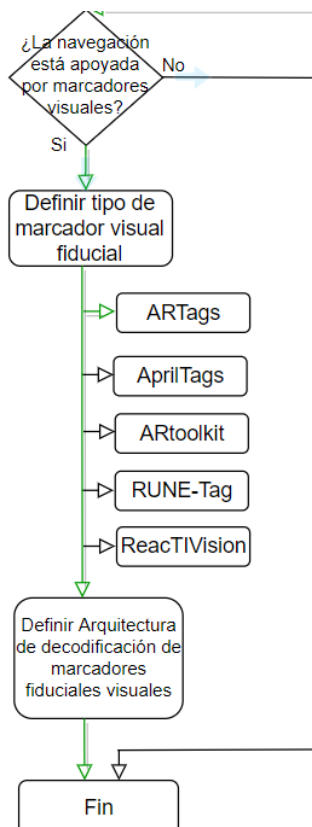 ¿La navegación
está apoyada
por marcadores
visuales?
No
Si
Definir tipo de
marcador visual
fiducial
ARTags
AprilTags
ARtoolkit
RUNE-Tag
ReacTIVision
Definir Arquitectura
de decodificación de
marcadores
fiduciales visuales
Fin